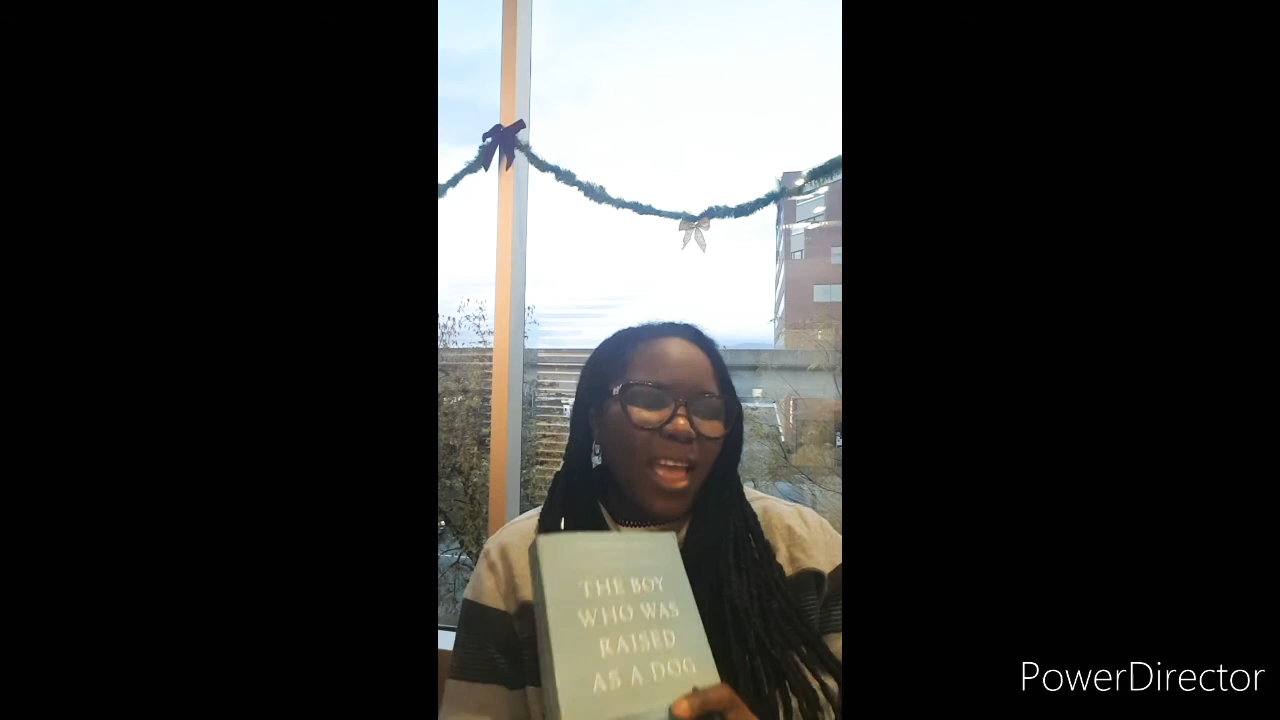 THE BOY
WHO WAS
RAISED
AS A DOG
PowerDirector